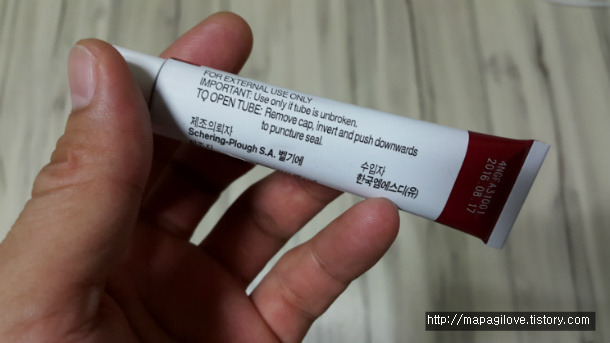 FOR EXTERNAL USE ONLY
IMPORTANT: Use only if tube is unbroken.
TO OPEN TUBE: Remove cap, invert and push downwards
to puncture seal.
제조의뢰자
Schering-Plough S.A. 벨기에
수입자
한국엠에스디(유)
4NGFA31001
2016 08 17
http://mapagilove.tistory.com